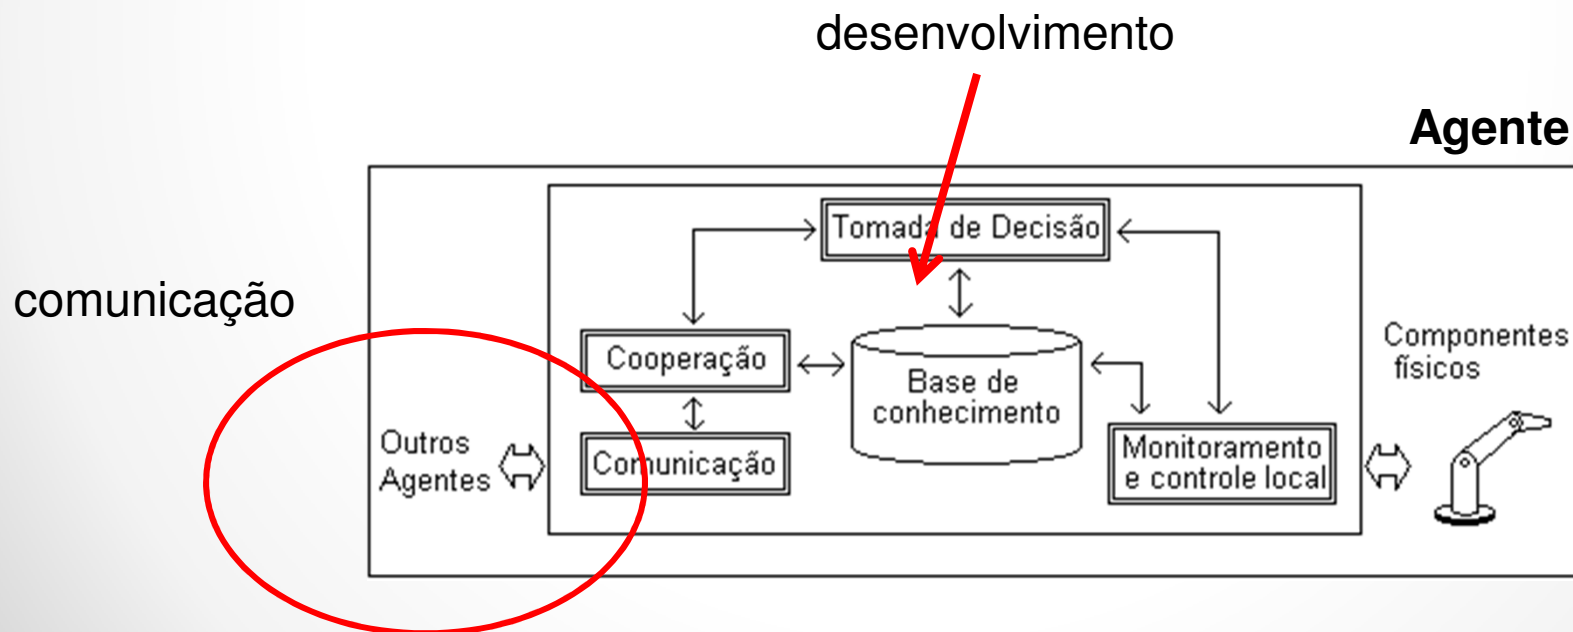 desenvolvimento
Agente
Tomada de Decisão
comunicação
Cooperação
Base de
conhecimento
Componentes
físicos
Outros
Agentes
Comunicação
Monitoramento
e controle local